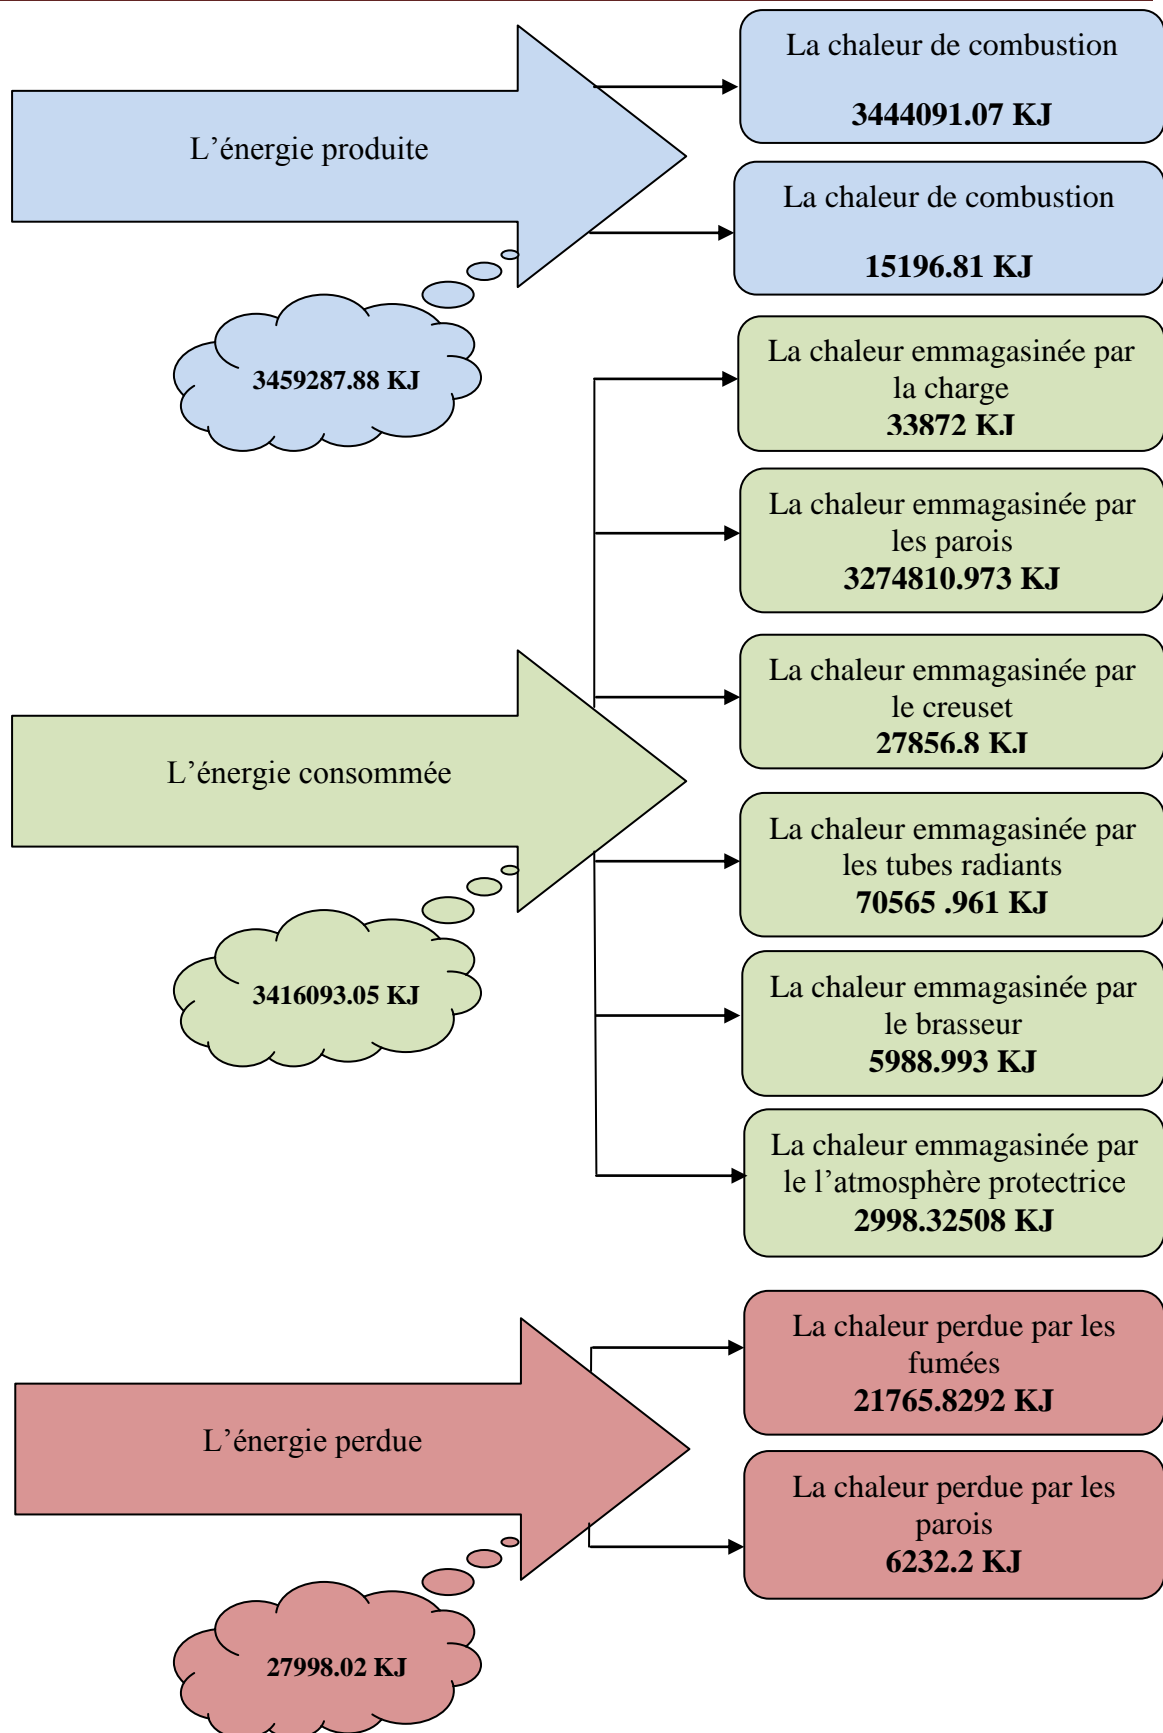 La chaleur de combustion
3444091.07 KJ
L’énergie produite
La chaleur de combustion
15196.81 KJ
3459287.88 KJ
La chaleur emmagasinée par
la charge
33872 KJ
La chaleur emmagasinée par
les parois
3274810.973 KJ
La chaleur emmagasinée par
le creuset
27856.8 KJ
L’énergie consommée
La chaleur emmagasinée par
les tubes radiants
70565 .961 KJ
3416093.05 KJ
La chaleur emmagasinée par
le brasseur
5988.993 KJ
La chaleur emmagasinée par
le l’atmosphère protectrice
2998.32508 KJ
La chaleur perdue par les
fumées
21765.8292 KJ
L’énergie perdue
La chaleur perdue par les
parois
6232.2 KJ
27998.02 KJ